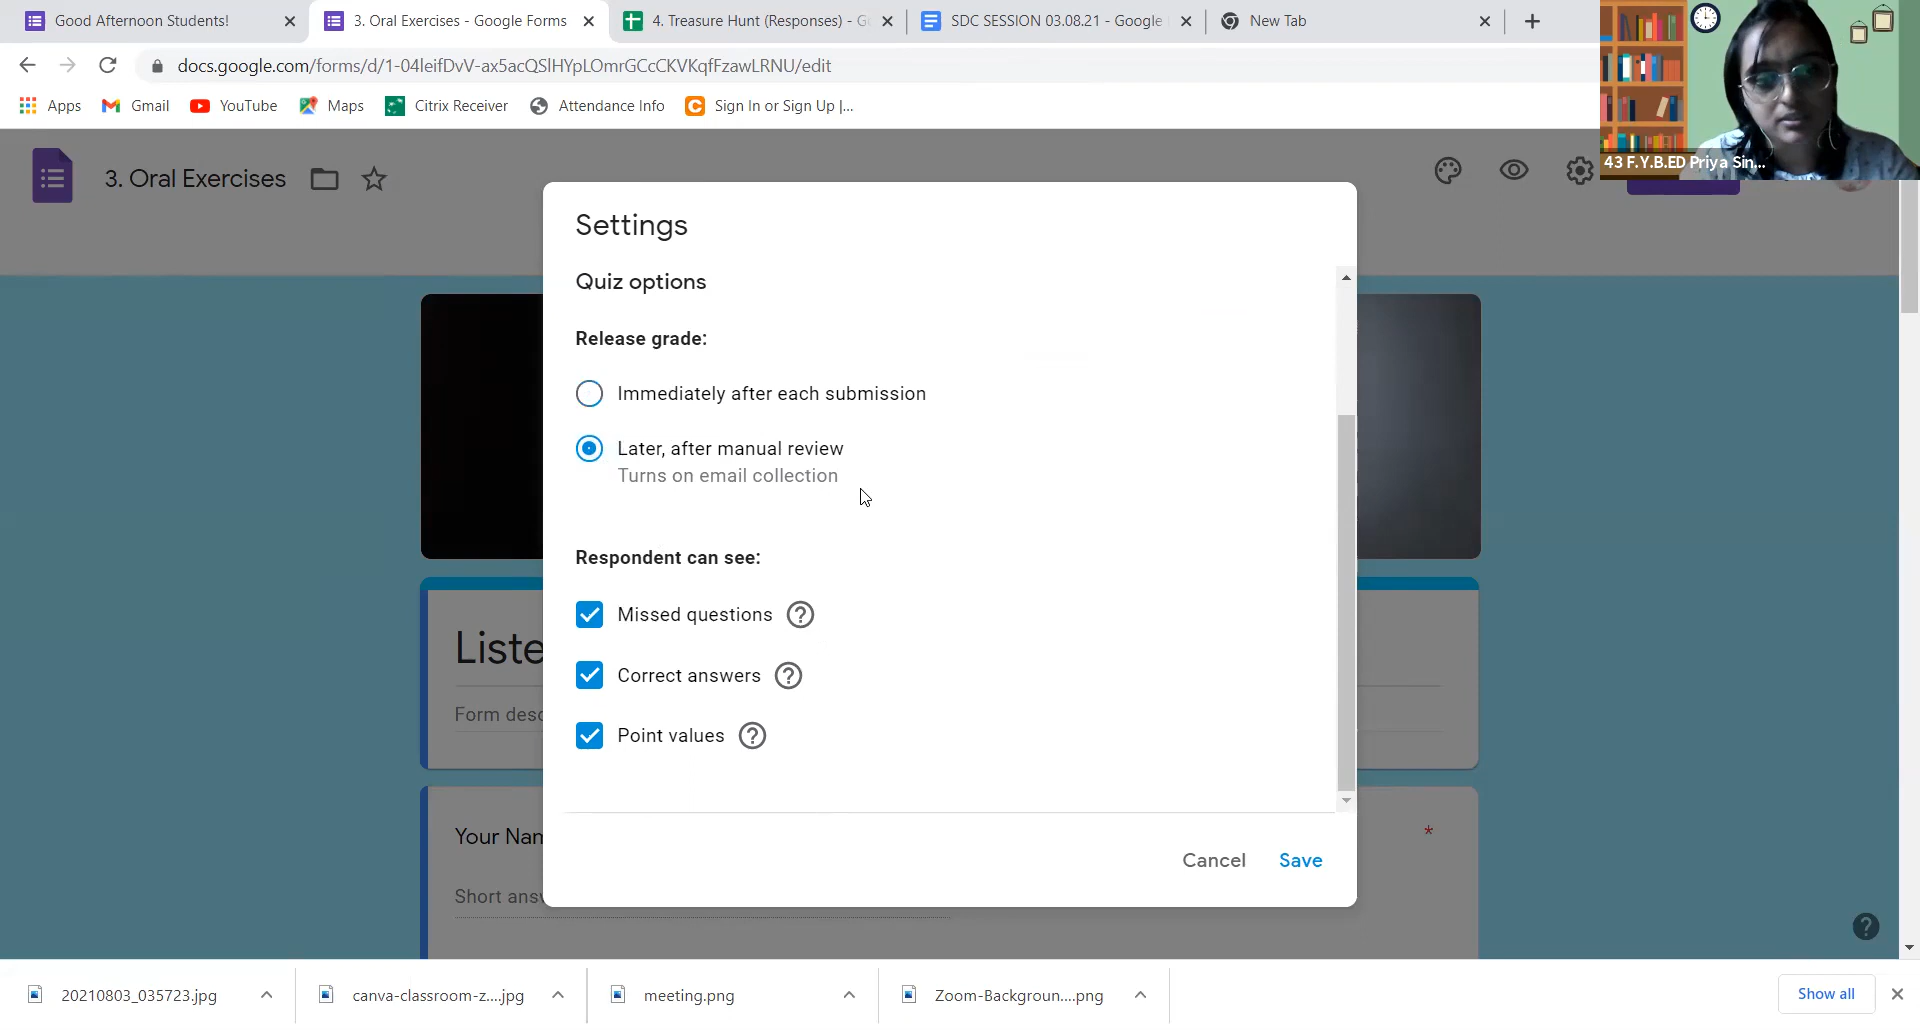 Good Afternoon Students!
3. Oral Exercises - Google Forms
4. Treasure Hunt (Responses) - Go
SDC SESSION 03.08.21 - Google
New Tab
docs.google.com/forms/d/1-04leifDvV-ax5acQSlHYpLOmrGCcCKVKqfFzawLRNU/edit
Apps
Gmail
YouTube
Maps
Citrix Receiver
Attendance Info
Sign In or Sign Up |...
43 F.Y.B.ED Priya Sin...
3. Oral Exercises
Settings
Quiz options
Release grade:
Immediately after each submission
Later, after manual review
Turns on email collection
Respondent can see:
Missed questions
Correct answers
Point values
Liste
Form desc
Your Nam
*
Short ans
Cancel
Save
20210803_035723.jpg
canva-classroom-z....jpg
meeting.png
Zoom-Backgroun....png
Show all